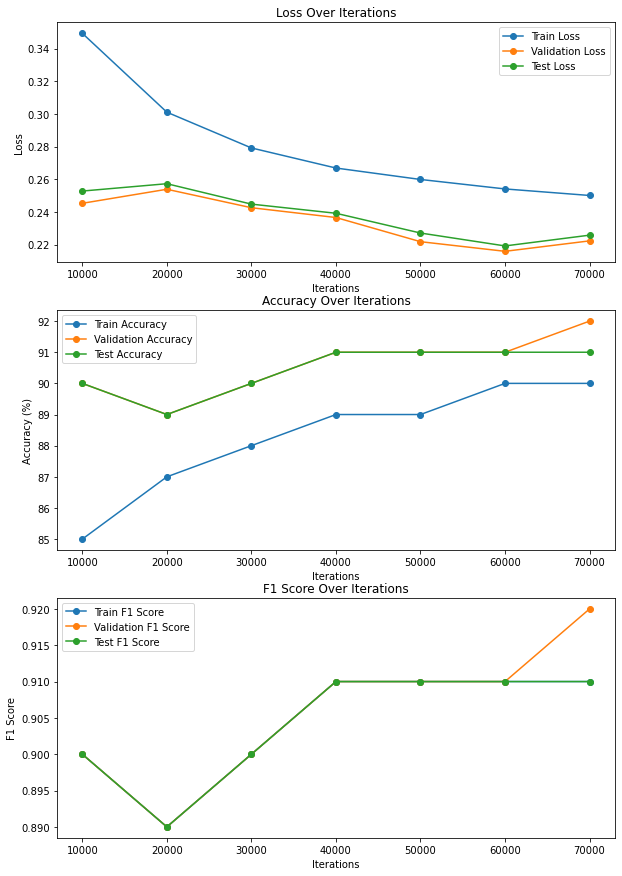 Loss Over Iterations
Train Loss
Validation Loss
Test Loss
0.34
0.32
0.30
0.28
0.26
0.24
0.22
Loss
10000 20000 30000 40000 50000 60000 70000
Iterations
Accuracy Over Iterations
Train Accuracy
Validation Accuracy
Test Accuracy
92
91
90
89
88
87
86
85
Accuracy (%)
10000 20000 30000 40000 50000 60000 70000
Iterations
F1 Score Over Iterations
Train F1 Score
Validation F1 Score
Test F1 Score
0.920
0.915
0.910
0.905
0.900
0.895
0.890
F1 Score
10000 20000 30000 40000 50000 60000 70000
Iterations